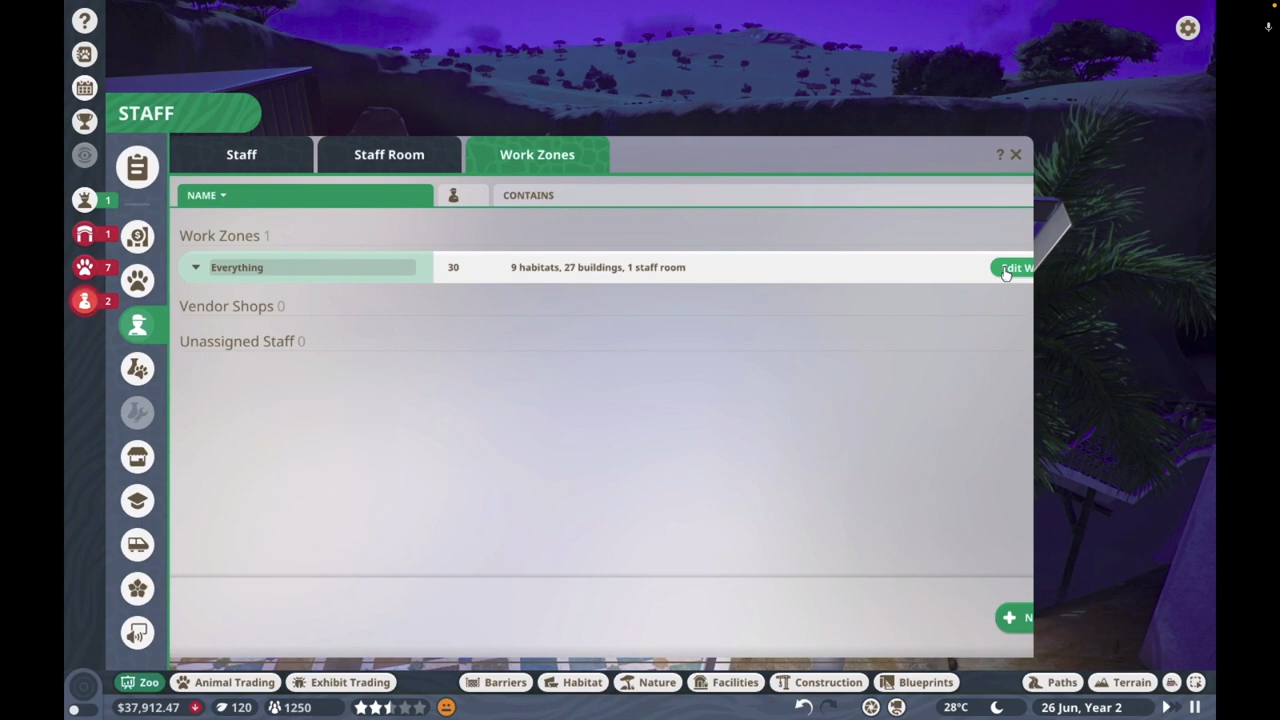 ?
STAFF
Staff
Staff Room
Work Zones
?
NAME
CONTAINS
1
Work Zones 1
1
Everything
30
9 habitats, 27 buildings, 1 staff room
Edit W
7
2
Vendor Shops 0
Unassigned Staff 0
N
Zoo
Animal Trading
Exhibit Trading
Barriers
Habitat
Nature
Facilities
Construction
Blueprints
Paths
Terrain
$37,912.47
120
1250
28°C
26 Jun, Year 2